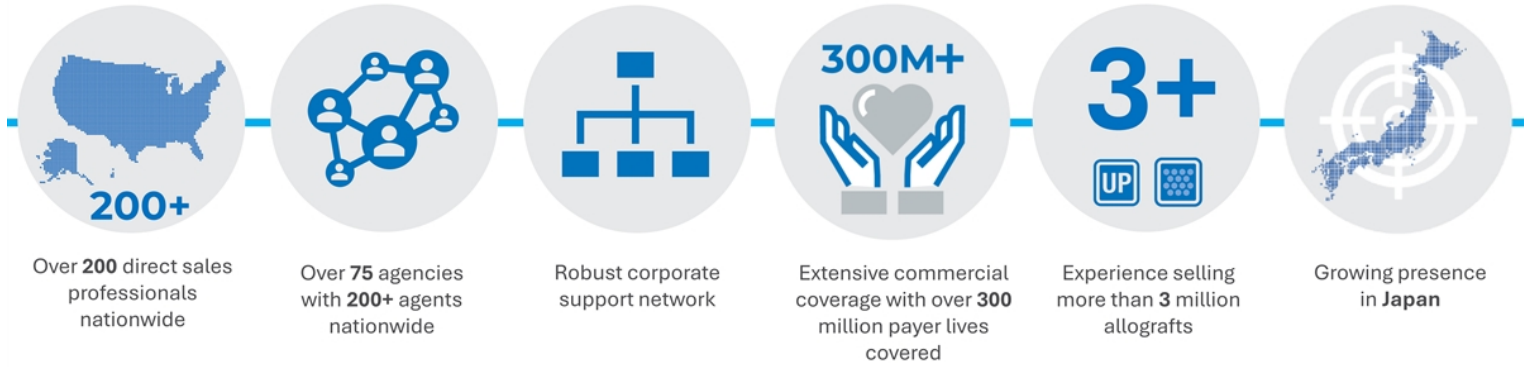 200+
Over 200 direct sales
professionals
nationwide
Over 75 agencies
with 200+ agents
nationwide
Robust corporate
support network
300M+
Extensive commercial
coverage with over 300
million payer lives
covered
3+
UP
Experience selling
more than 3 million
allografts
Growing presence
in Japan